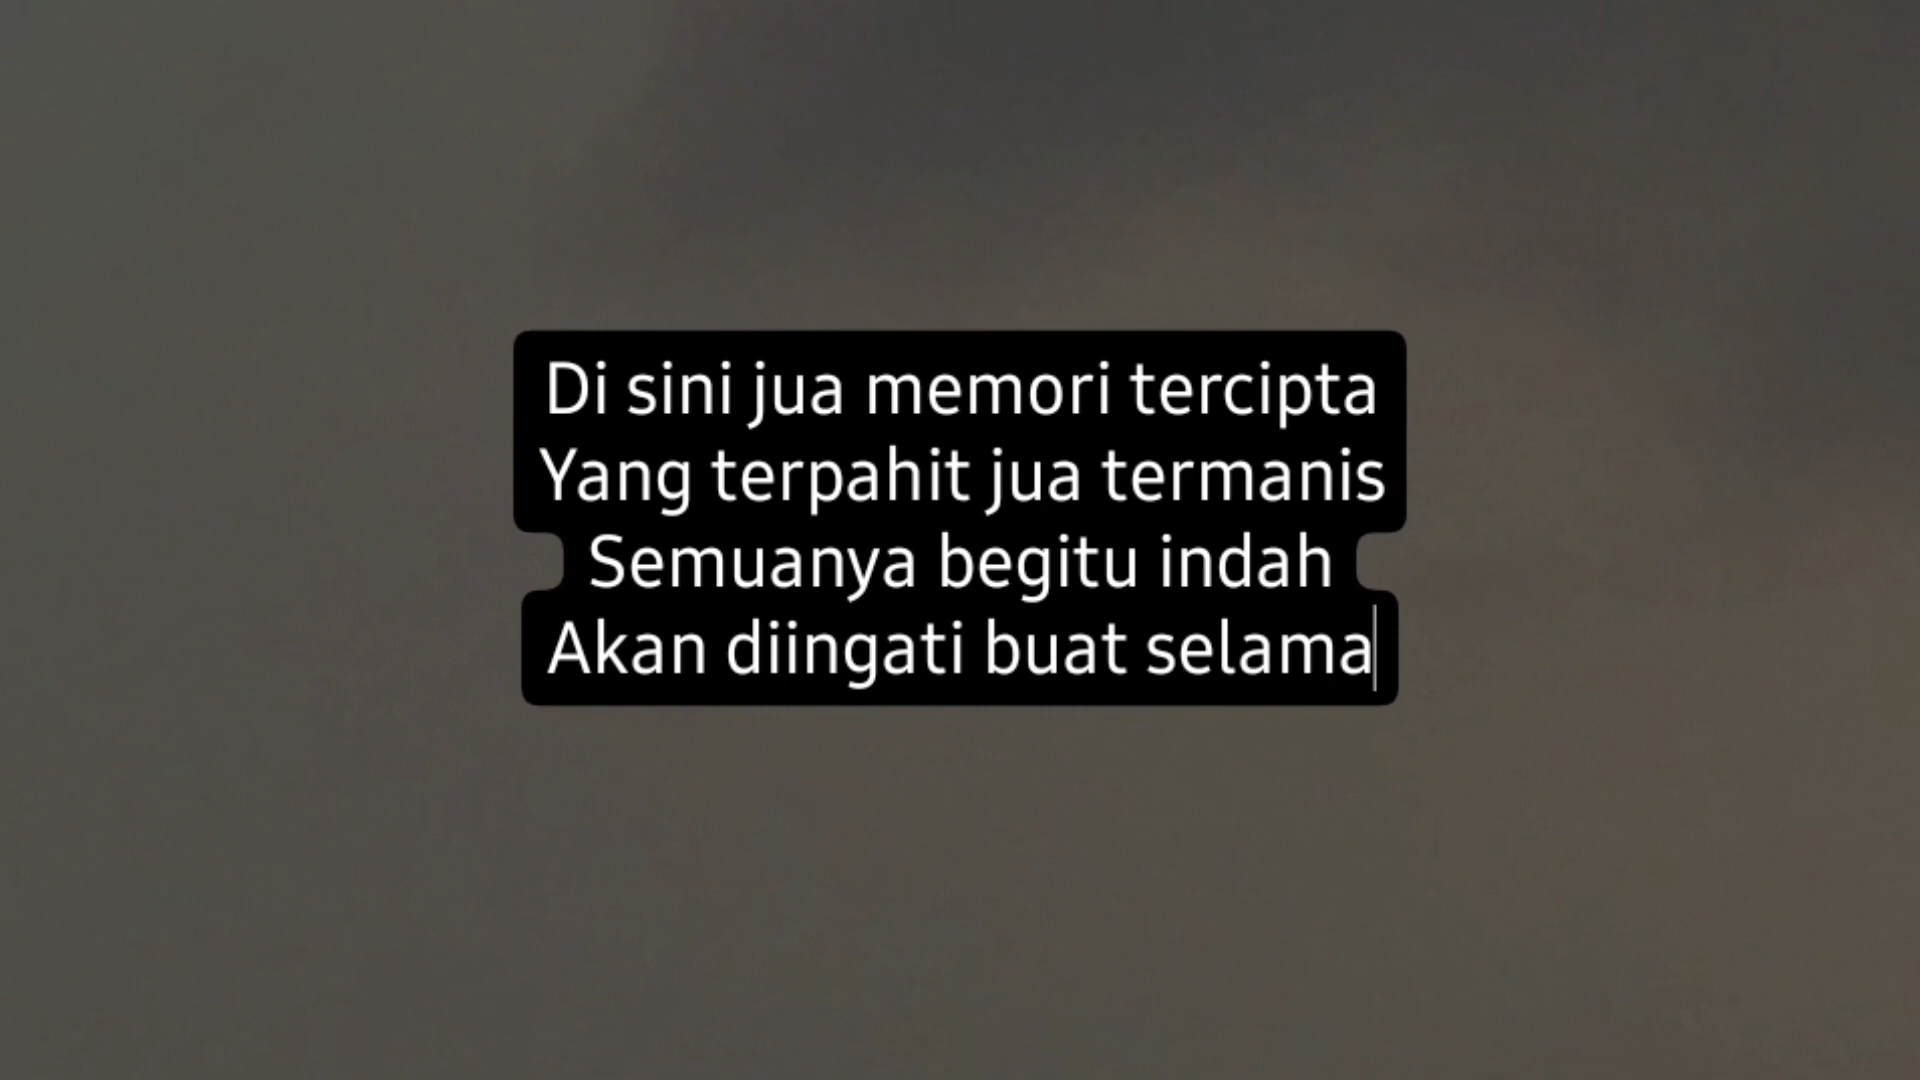 Di sini jua memori tercipta
Yang terpahit jua termanis
Semuanya begitu indah
Akan diingati buat selama